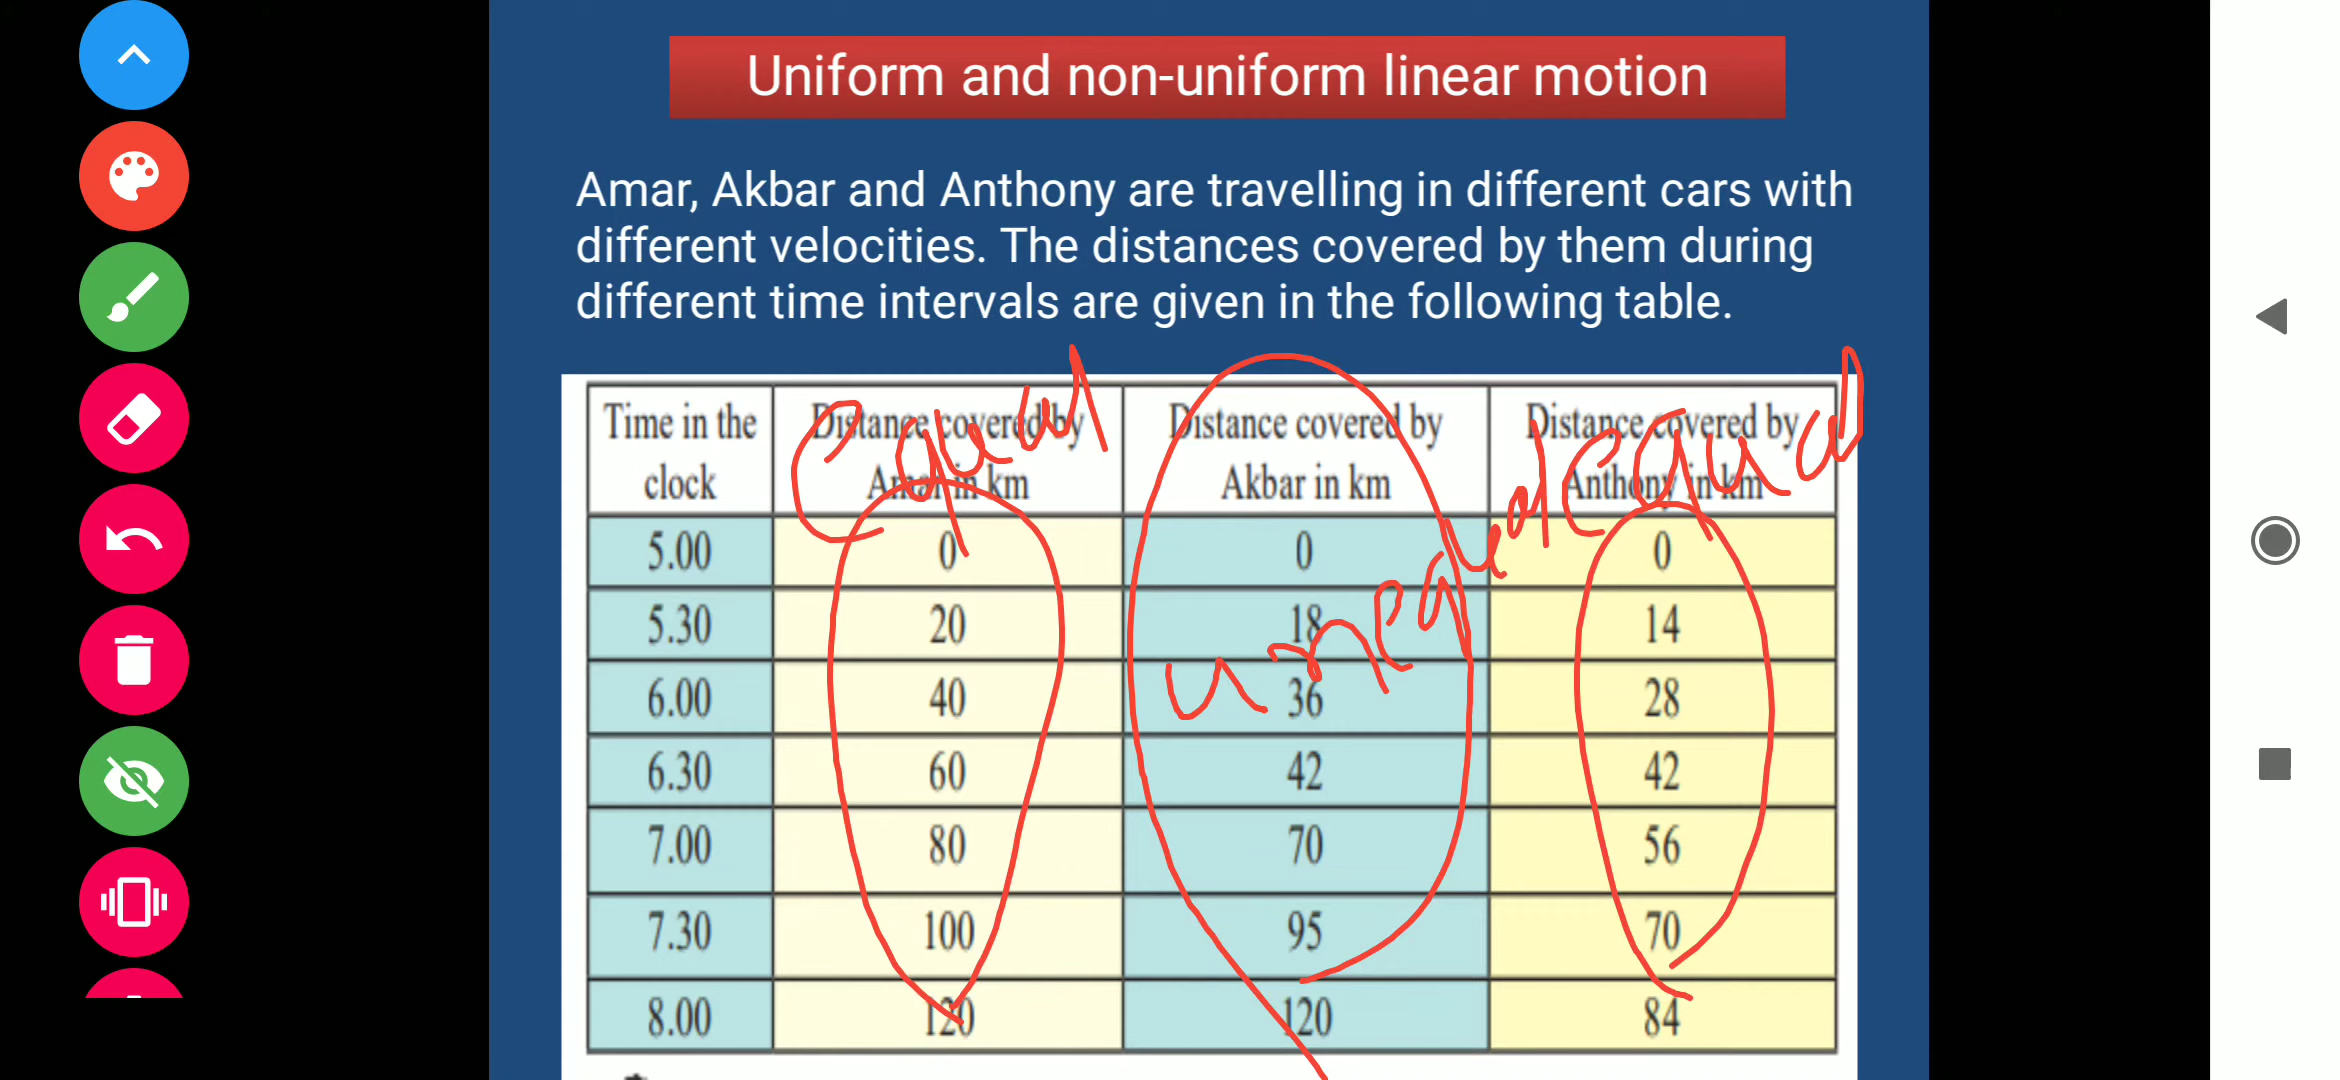 Uniform and non-uniform linear motion
Amar, Akbar and Anthony are travelling in different cars with
different velocities. The distances covered by them during
different time intervals are given in the following table.
Time in the clock Distance covered by Amar in km Distance covered by Akbar in km Distance covered by Anthony in km
Equal unequal Equal
5.00 0 0 0
5.30 20 18 14
6.00 40 36 28
6.30 60 42 42
7.00 80 70 56
7.30 100 95 70
8.00 120 120 84